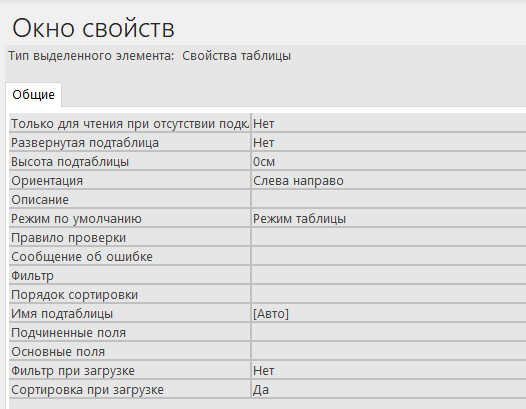 Окно свойств
Тип выделенного элемента: Свойства таблицы
Общие
Только для чтения при отсутствии подкл Нет
Развернутая подтаблица Нет
Высота подтаблицы 0см
Ориентация Слева направо
Описание
Режим по умолчанию Режим таблицы
Правило проверки
Сообщение об ошибке
Фильтр
Порядок сортировки
Имя подтаблицы [Авто]
Подчиненные поля
Основные поля
Фильтр при загрузке Нет
Сортировка при загрузке Да